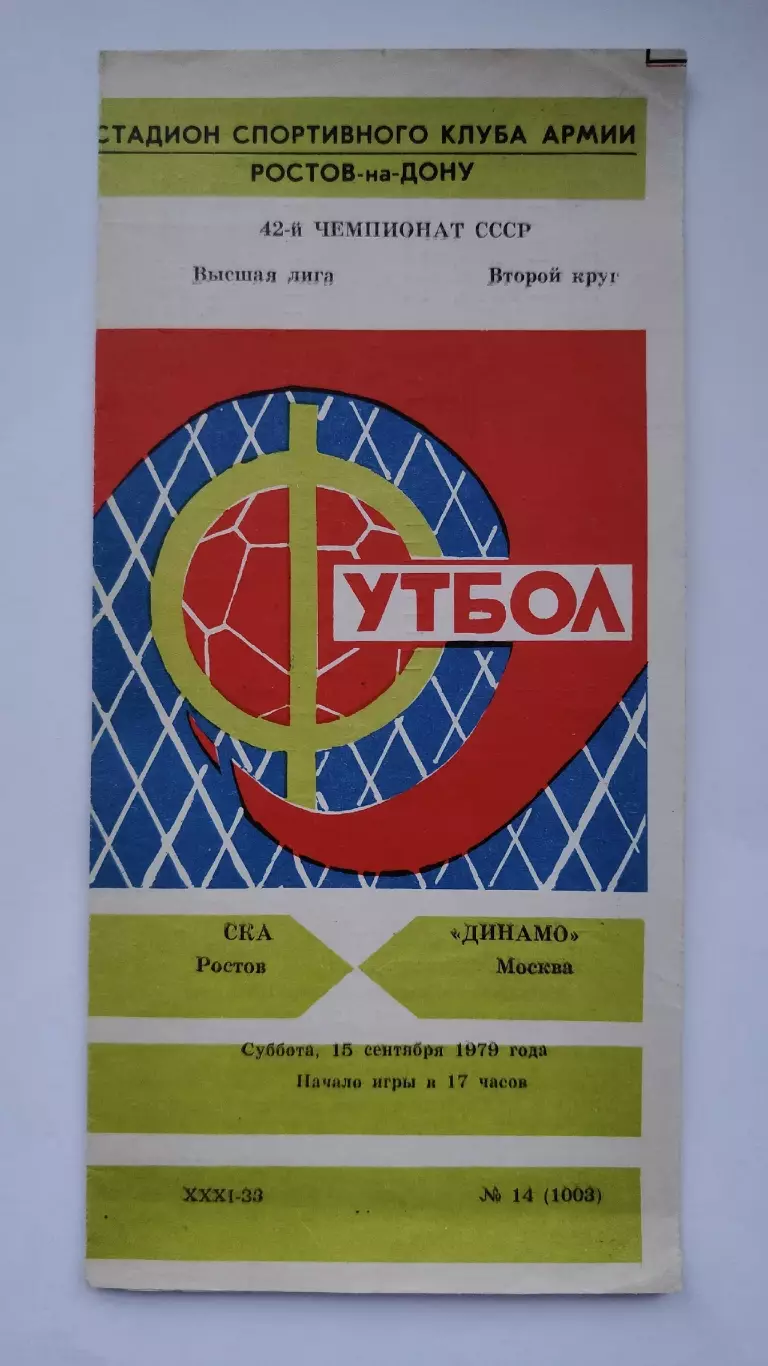 СТАДИОН СПОРТИВНОГО КЛУБА АРМИИ
РОСТОВ-на-ДОНУ
42-й ЧЕМПИОНАТ СССР
Высшая лига Второй круг
ФУТБОЛ
СКА «ДИНАМО»
Ростов Москва
Суббота, 15 сентября 1979 года
Начало игры в 17 часов
XXXI-33 № 14 (1003)